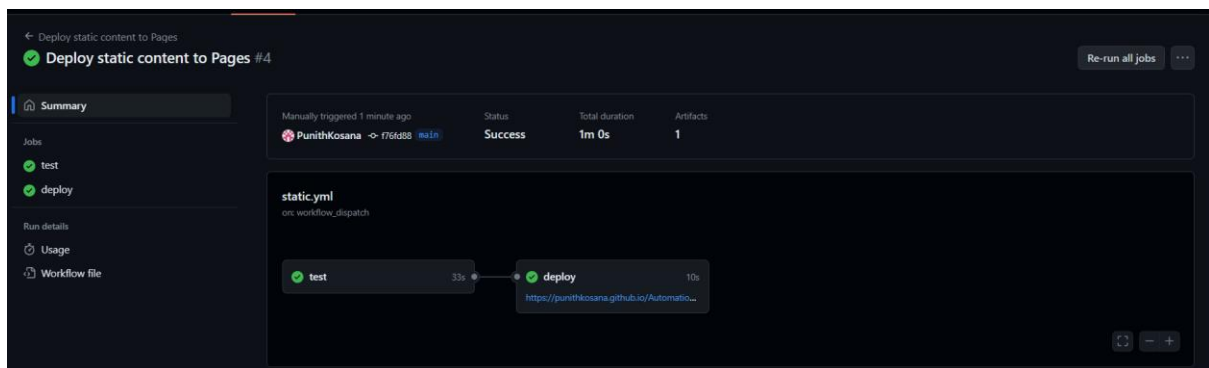 ← Deploy static content to Pages
Deploy static content to Pages #4
Re-run all jobs
...
Summary
Jobs
test
deploy
Run details
Usage
Workflow file
Manually triggered 1 minute ago
PunithKosana f76fd88 main
Status
Success
Total duration
1m 0s
Artifacts
1
static.yml
on: workflow_dispatch
test 33s
deploy 10s
https://punithkosana.github.io/Automatio...